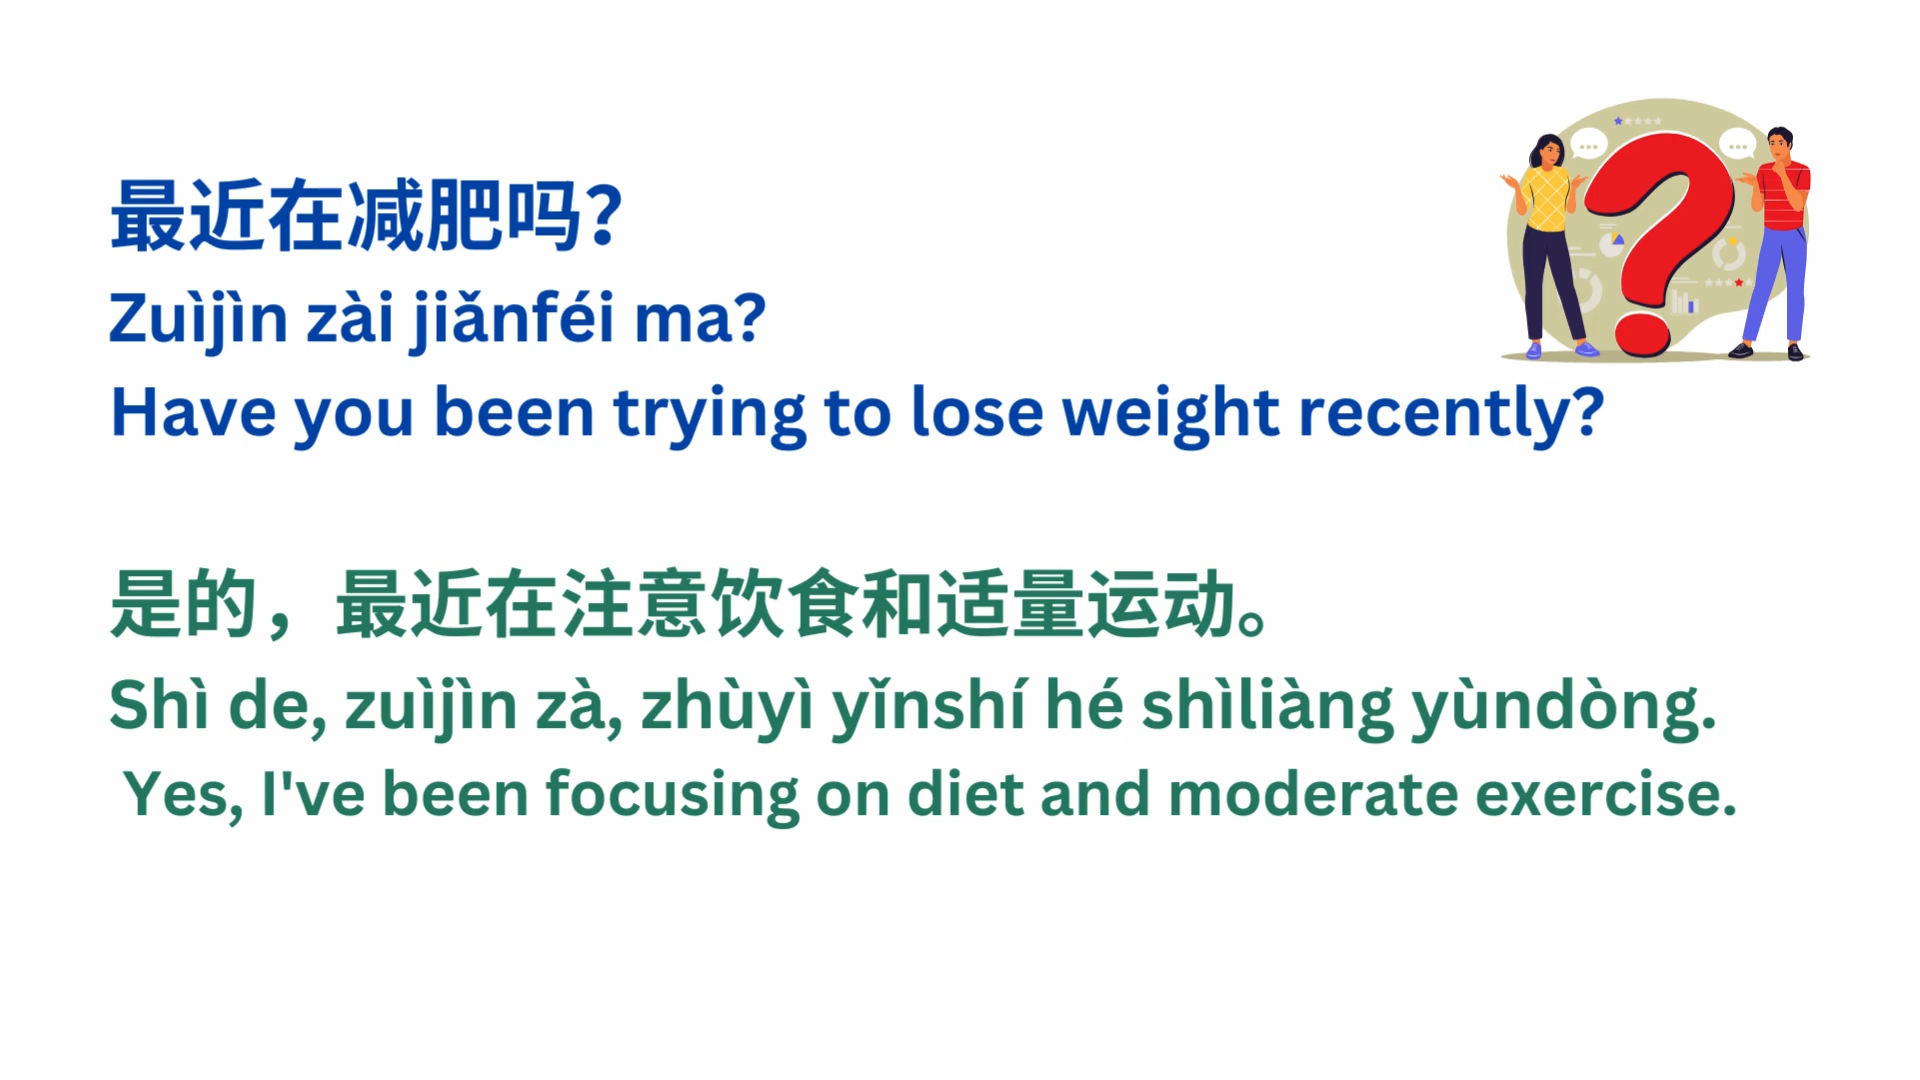 最近在减肥吗？
Zuìjìn zài jiǎnféi ma?
Have you been trying to lose weight recently?
是的，最近在注意饮食和适量运动。
Shì de, zuìjìn zà, zhùyì yǐnshí hé shìliàng yùndòng.
Yes, I've been focusing on diet and moderate exercise.